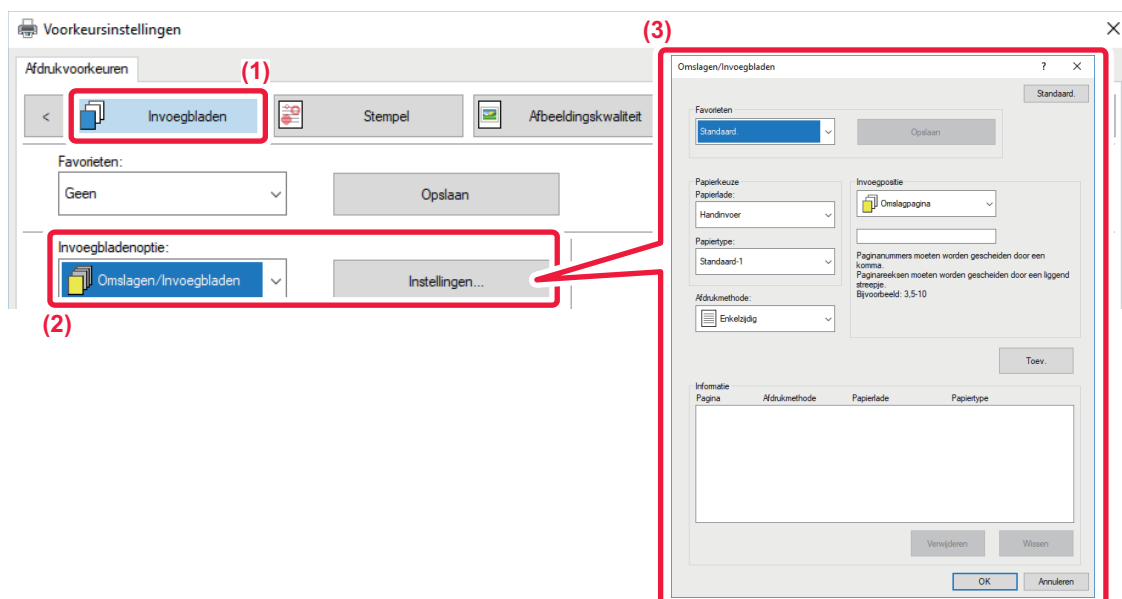 Voorkeursinstellingen
Afdrukvoorkeuren
(1)
<
Invoegbladen
Stempel
Afbeeldingskwaliteit
Favorieten:
Geen
Opslaan
Invoegbladenoptie:
Omslagen/Invoegbladen
Instellingen...
(2)
(3)
Omslagen/Invoegbladen
?
Standaard.
Favorieten
Standaard.
Opslaan
Papierkeuze
Papierlade:
Handinvoer
Papiertype:
Standaard-1
Afdrukmethode:
Enkelzijdig
Invoegpositie
Omslagpagina
Paginanummers moeten worden gescheiden door een
komma.
Paginareeksen moeten worden gescheiden door een liggend
streepje.
Bijvoorbeeld: 3,5-10
Toev.
Informatie
Pagina Afdrukmethode Papierlade Papiertype
Verwijderen
Wissen
OK
Annuleren